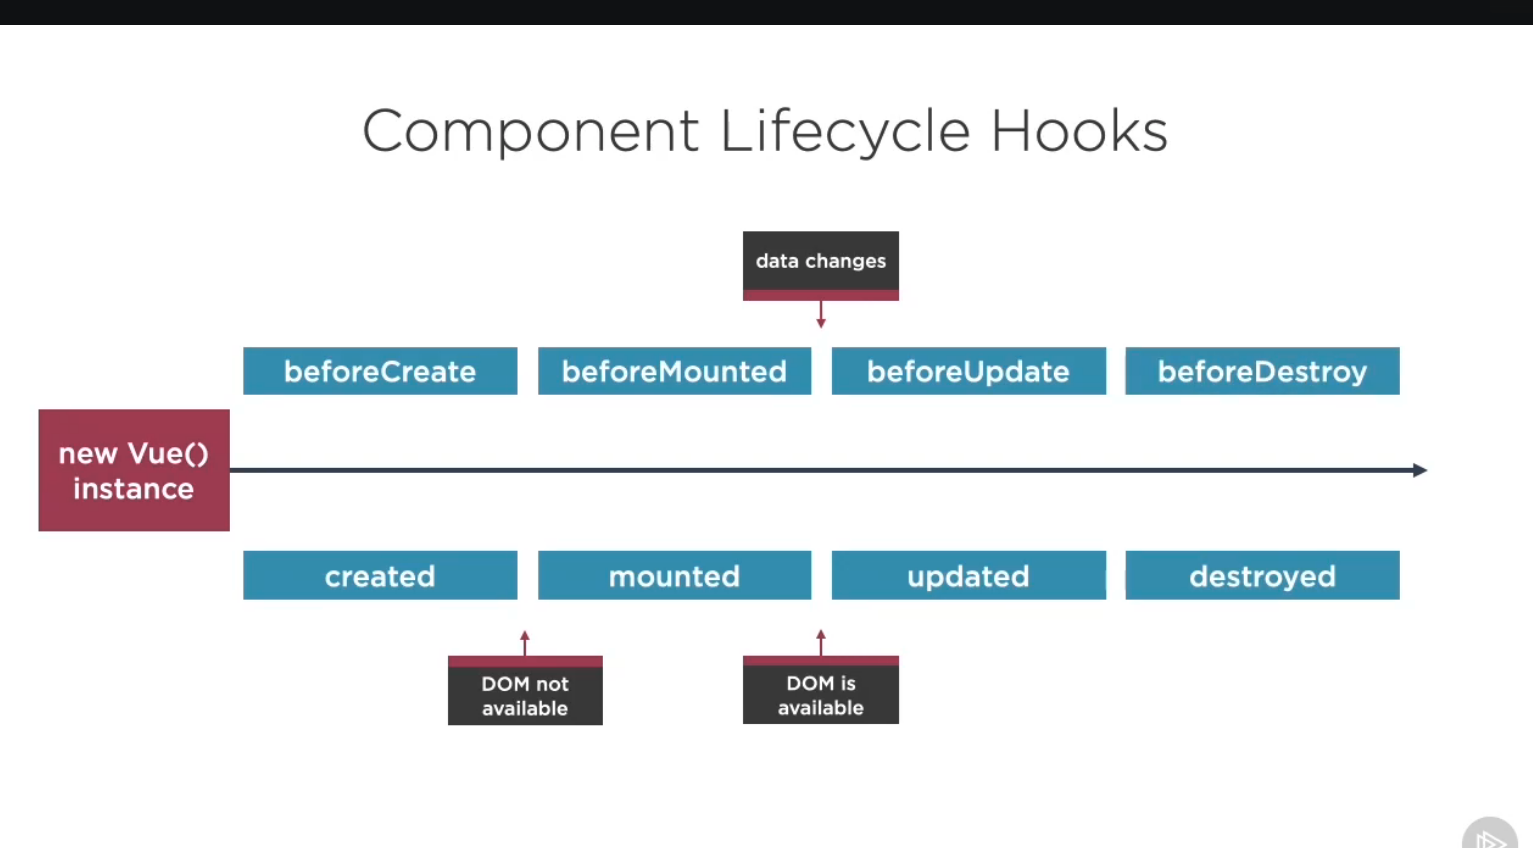 Component Lifecycle Hooks
data changes
beforeCreate
beforeMounted
beforeUpdate
beforeDestroy
new Vue()
instance
created
mounted
updated
destroyed
DOM not
available
DOM is
available